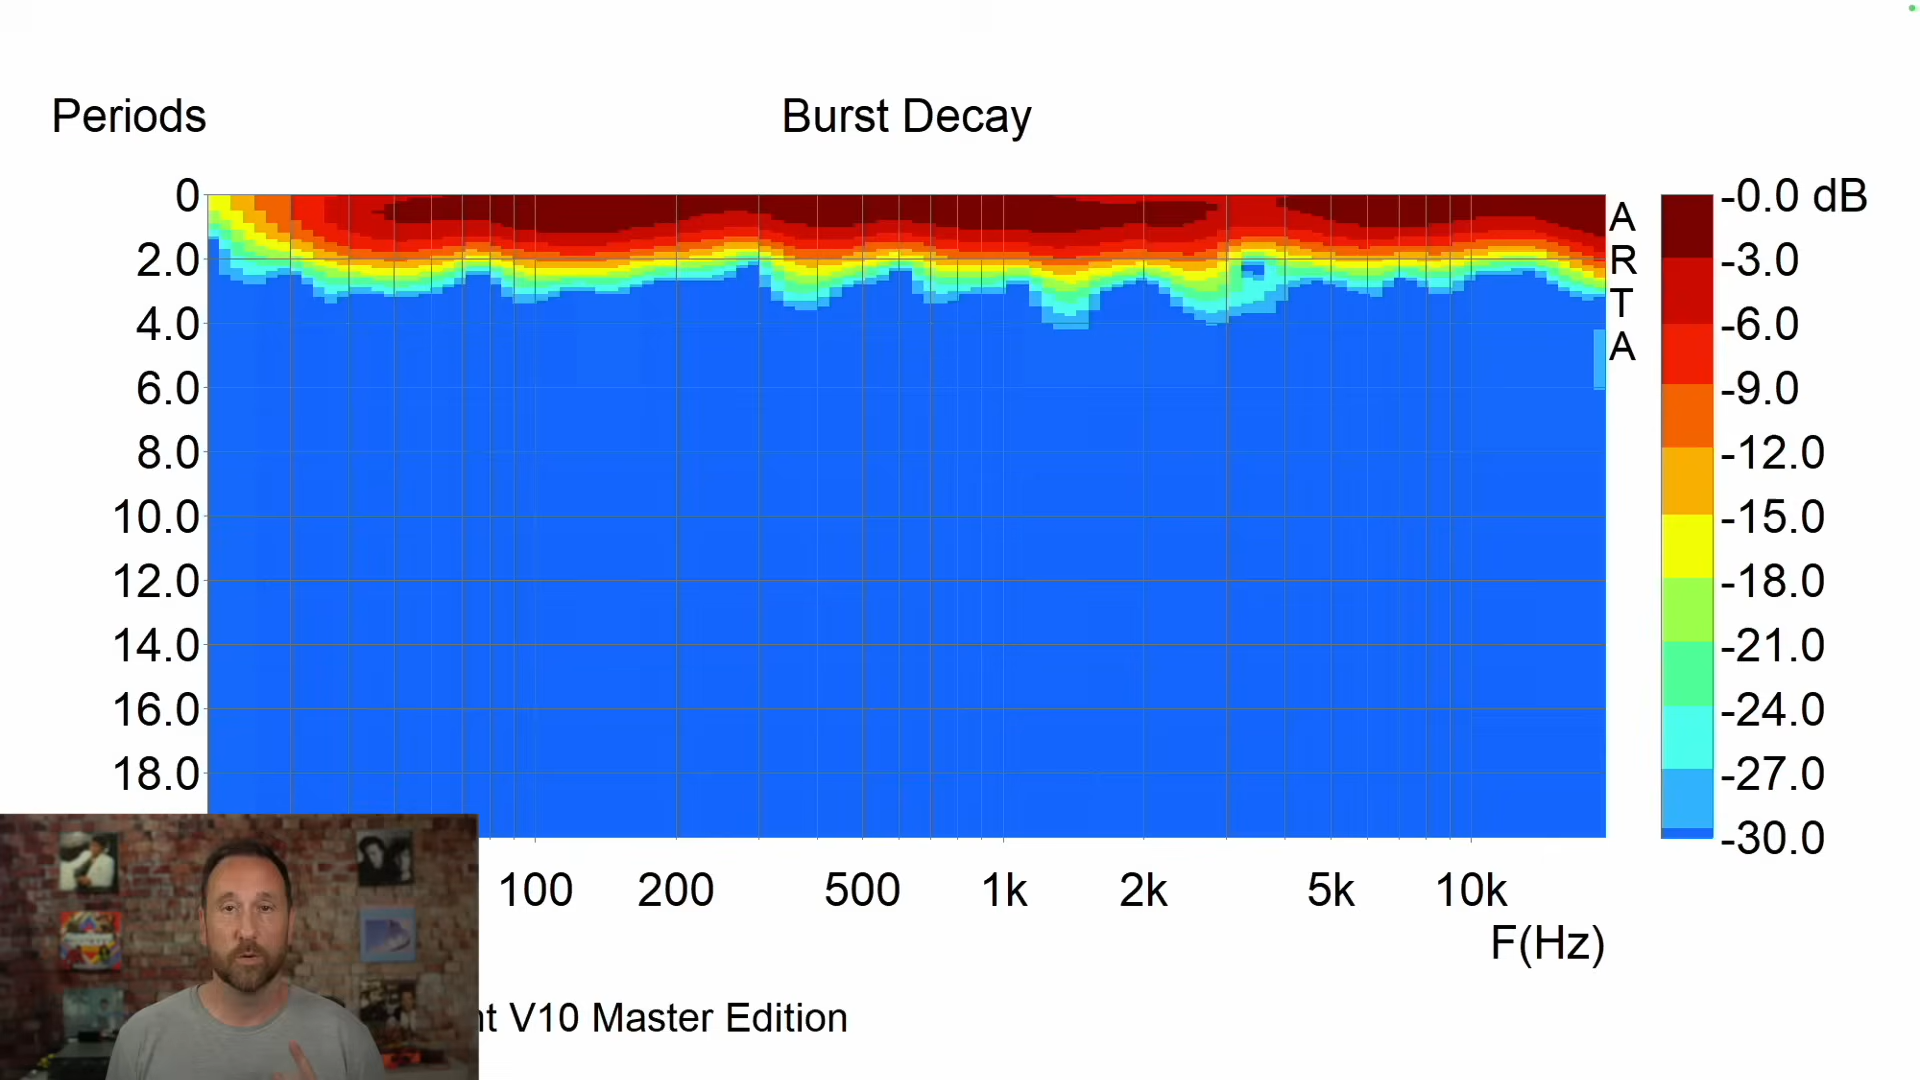 Periods
Burst Decay
0
2.0
4.0
6.0
8.0
10.0
12.0
14.0
16.0
18.0
A
R
T
A
-0.0 dB
-3.0
-6.0
-9.0
-12.0
-15.0
-18.0
-21.0
-24.0
-27.0
-30.0
100 200 500 1k 2k 5k 10k
F(Hz)
nt V10 Master Edition